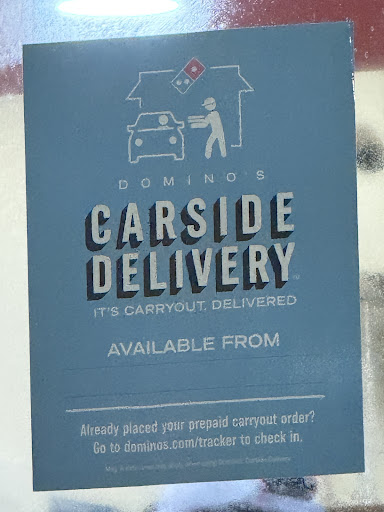 DOMINO'S
CARSIDE
DELIVERY
IT'S CARRYOUT, DELIVERED
AVAILABLE FROM
Already placed your prepaid carryout order?
Go to dominos.com/tracker to check in.